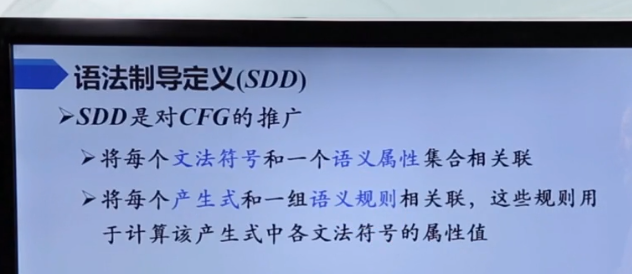 语法制导定义(SDD)
➢SDD是对CFG的推广
➢将每个文法符号和一个语义属性集合相关联
➢将每个产生式和一组语义规则相关联，这些规则用
于计算该产生式中各文法符号的属性值